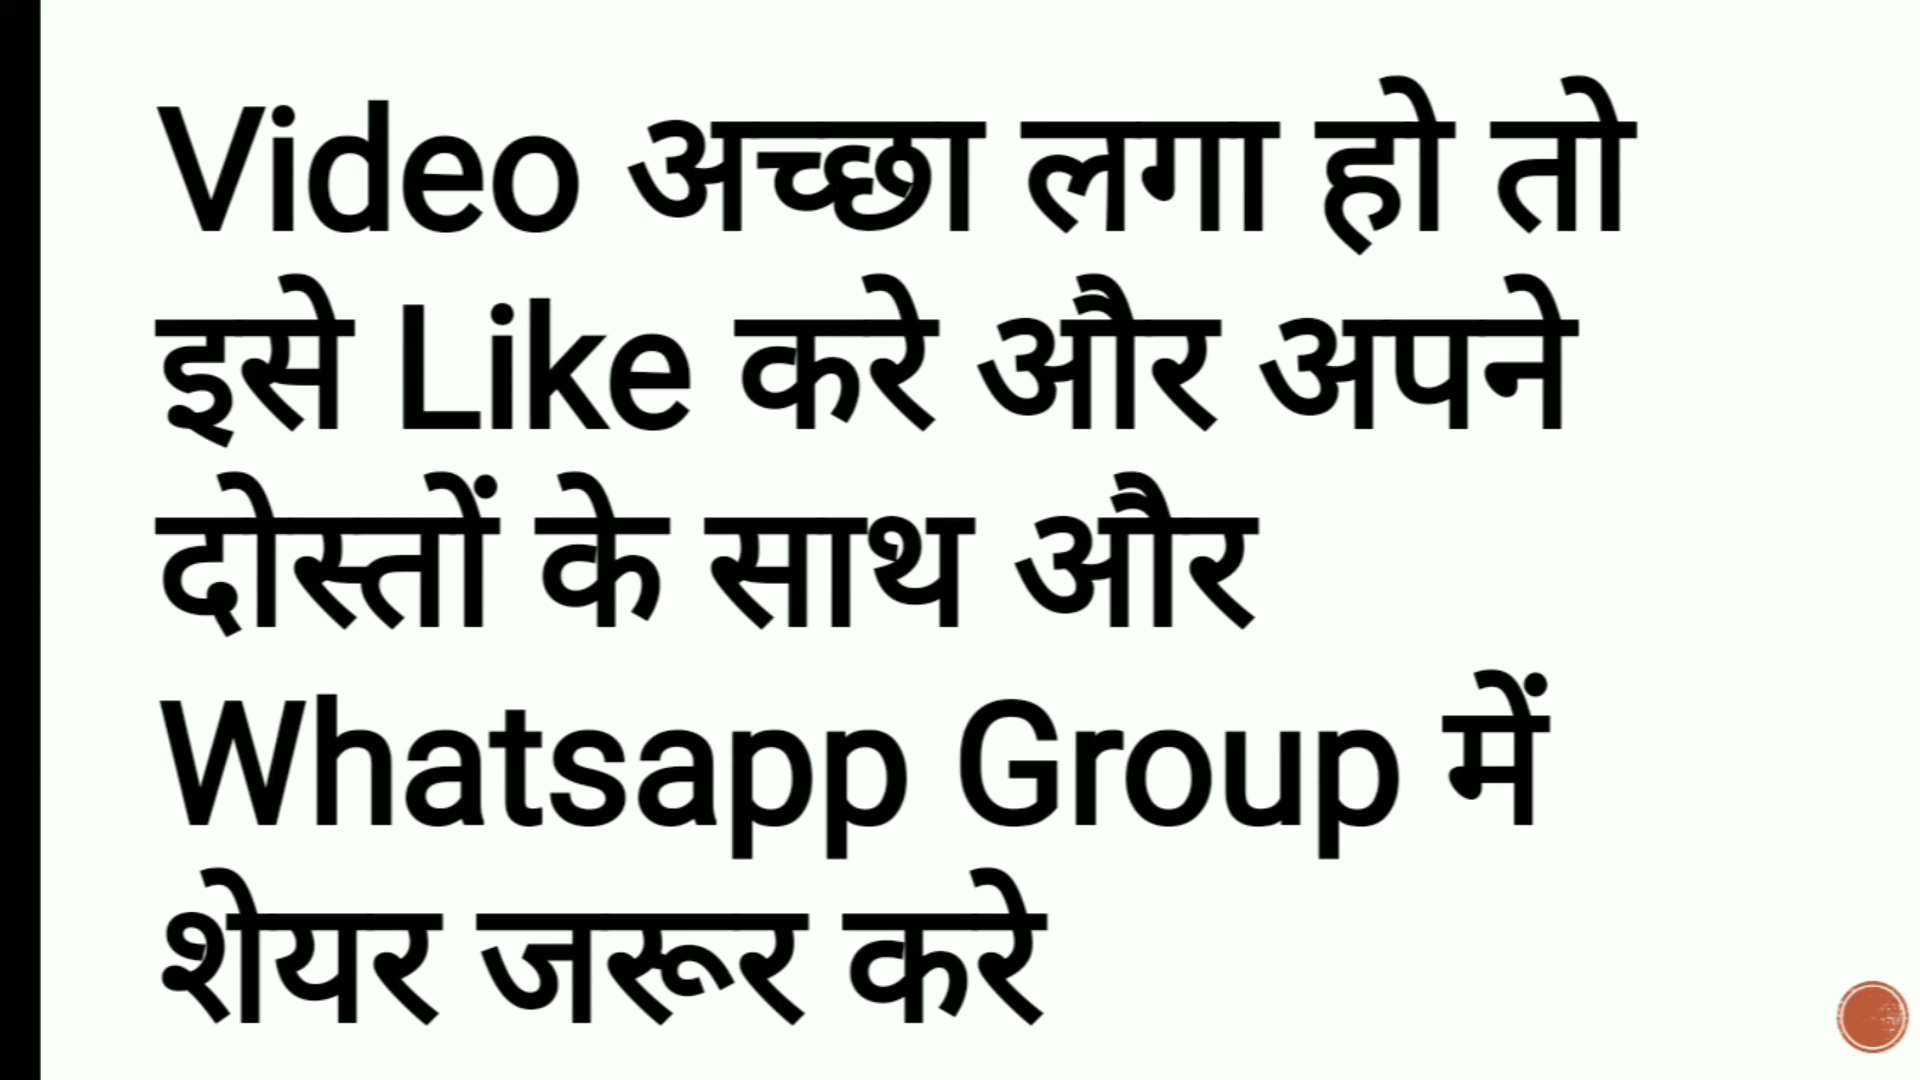 Video अच्छा लगा हो तो
इसे Like करे और अपने
दोस्तों के साथ और
Whatsapp Group में
शेयर जरूर करे